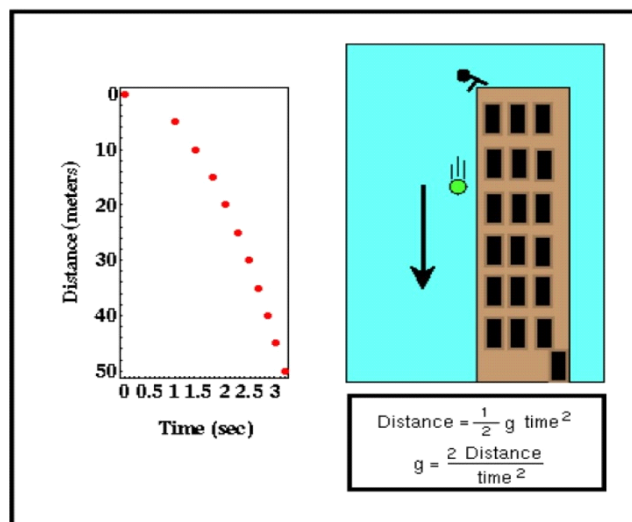 0
10
20
30
40
50
Distance (meters)
0 0.5 1 1.5 2 2.5 3
Time (sec)
Distance = 1/2 g time²
g = 2 Distance / time²